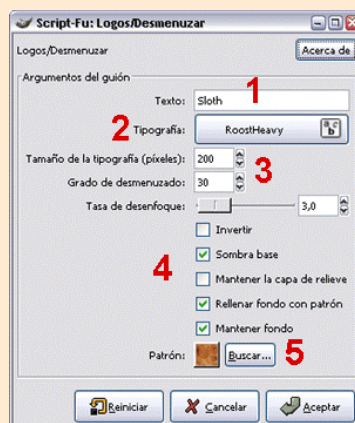 Script-Fu: Logos/Desmenuzar
Logos/Desmenuzar Acerca de
Argumentos del guión
1
Texto: Sloth
2 Tipografía: RoostHeavy a b c
Tamaño de la tipografía (píxeles): 200
3
Grado de desmenuzado: 30
Tasa de desenfoque: 3,0
Invertir
Sombra base
4 Mantener la capa de relieve
Rellenar fondo con patrón
Mantener fondo
Patrón: Buscar... 5
Reiniciar Cancelar Aceptar